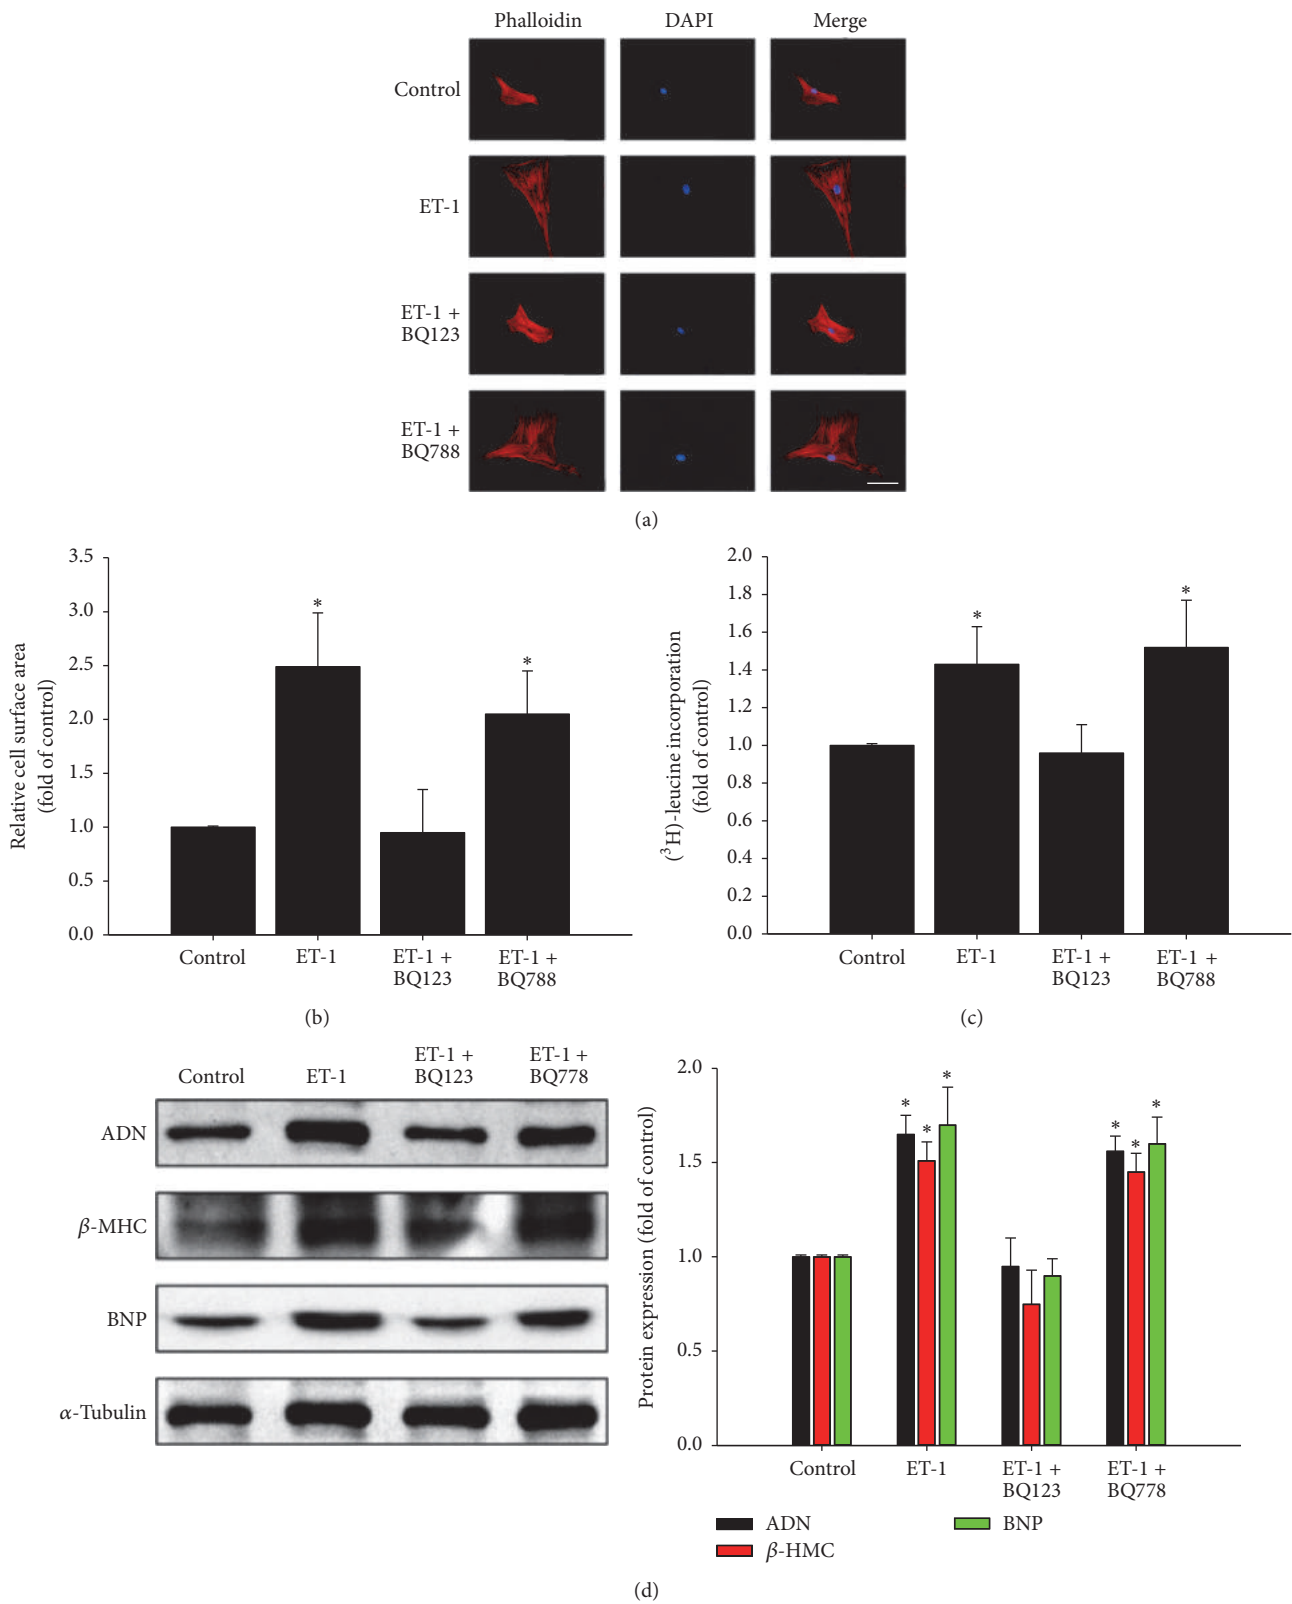 Phalloidin DAPI Merge
Control
ET-1
ET-1 +
BQ123
ET-1 +
BQ788
(a)
Relative cell surface area
(fold of control)
3.5
3.0
2.5
2.0
1.5
1.0
0.5
0.0
* *
Control ET-1 ET-1 + ET-1 +
BQ123 BQ788
(b)
(³H)-leucine incorporation
(fold of control)
2.0
1.8
1.6
1.4
1.2
1.0
0.8
0.6
0.4
0.2
0.0
* *
Control ET-1 ET-1 + ET-1 +
BQ123 BQ788
(c)
Control ET-1 ET-1 + ET-1 +
BQ123 BQ778
ADN
β-MHC
BNP
α-Tubulin
Protein expression (fold of control)
2.0
1.5
1.0
0.5
0.0
* * * * * *
Control ET-1 ET-1 + ET-1 +
BQ123 BQ778
ADN BNP
β-HMC
(d)